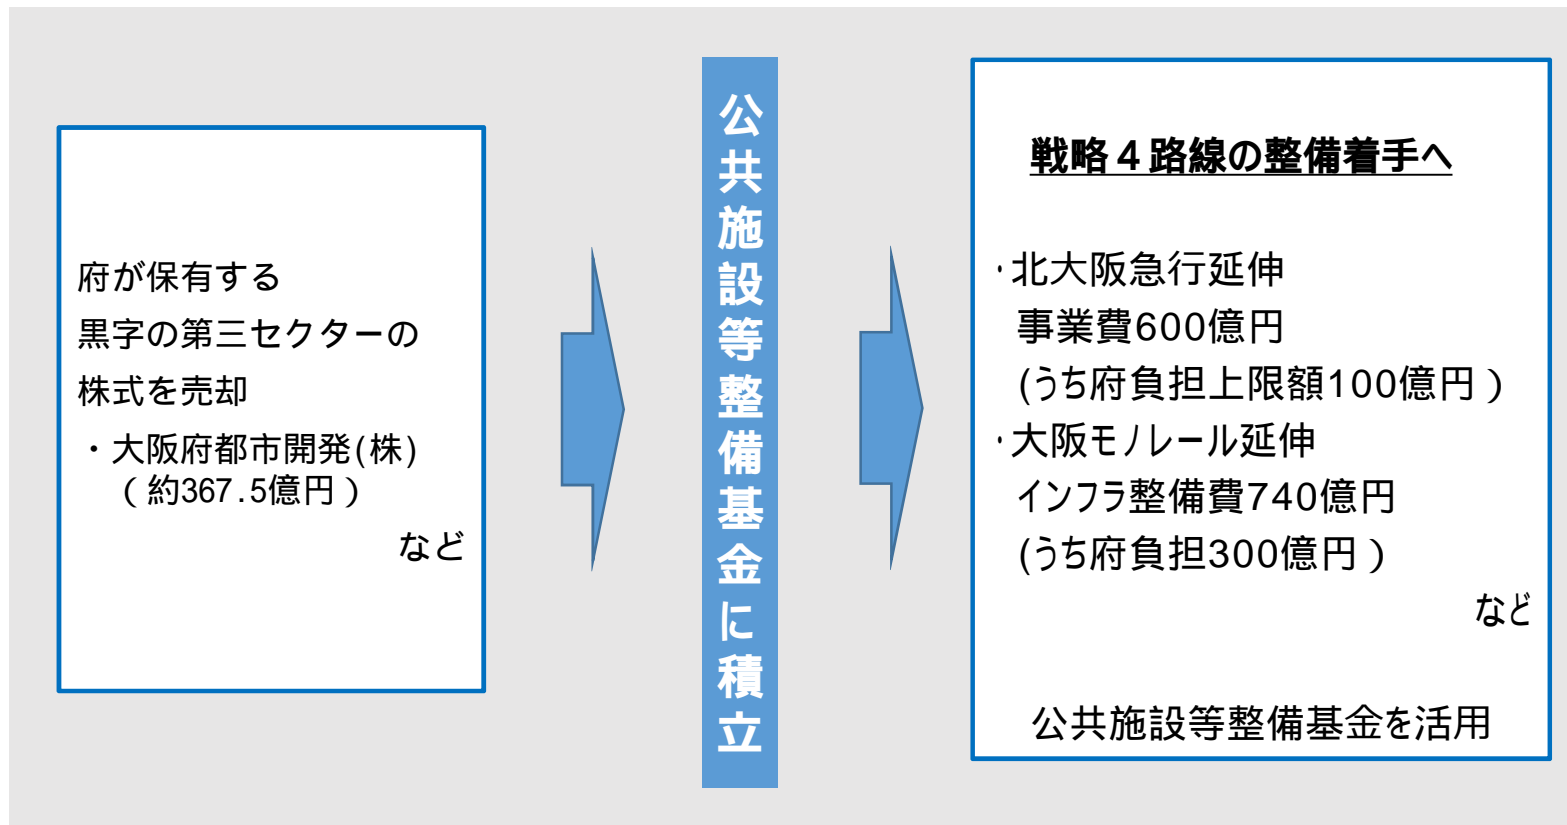 府が保有する
黒字の第三セクターの
株式を売却
・大阪府都市開発(株)
（約367.5億円）
など
公共施設等整備基金に積立
戦略４路線の整備着手へ
・北大阪急行延伸
事業費600億円
(うち府負担上限額100億円）
・大阪モノレール延伸
インフラ整備費740億円
(うち府負担300億円）
など
公共施設等整備基金を活用